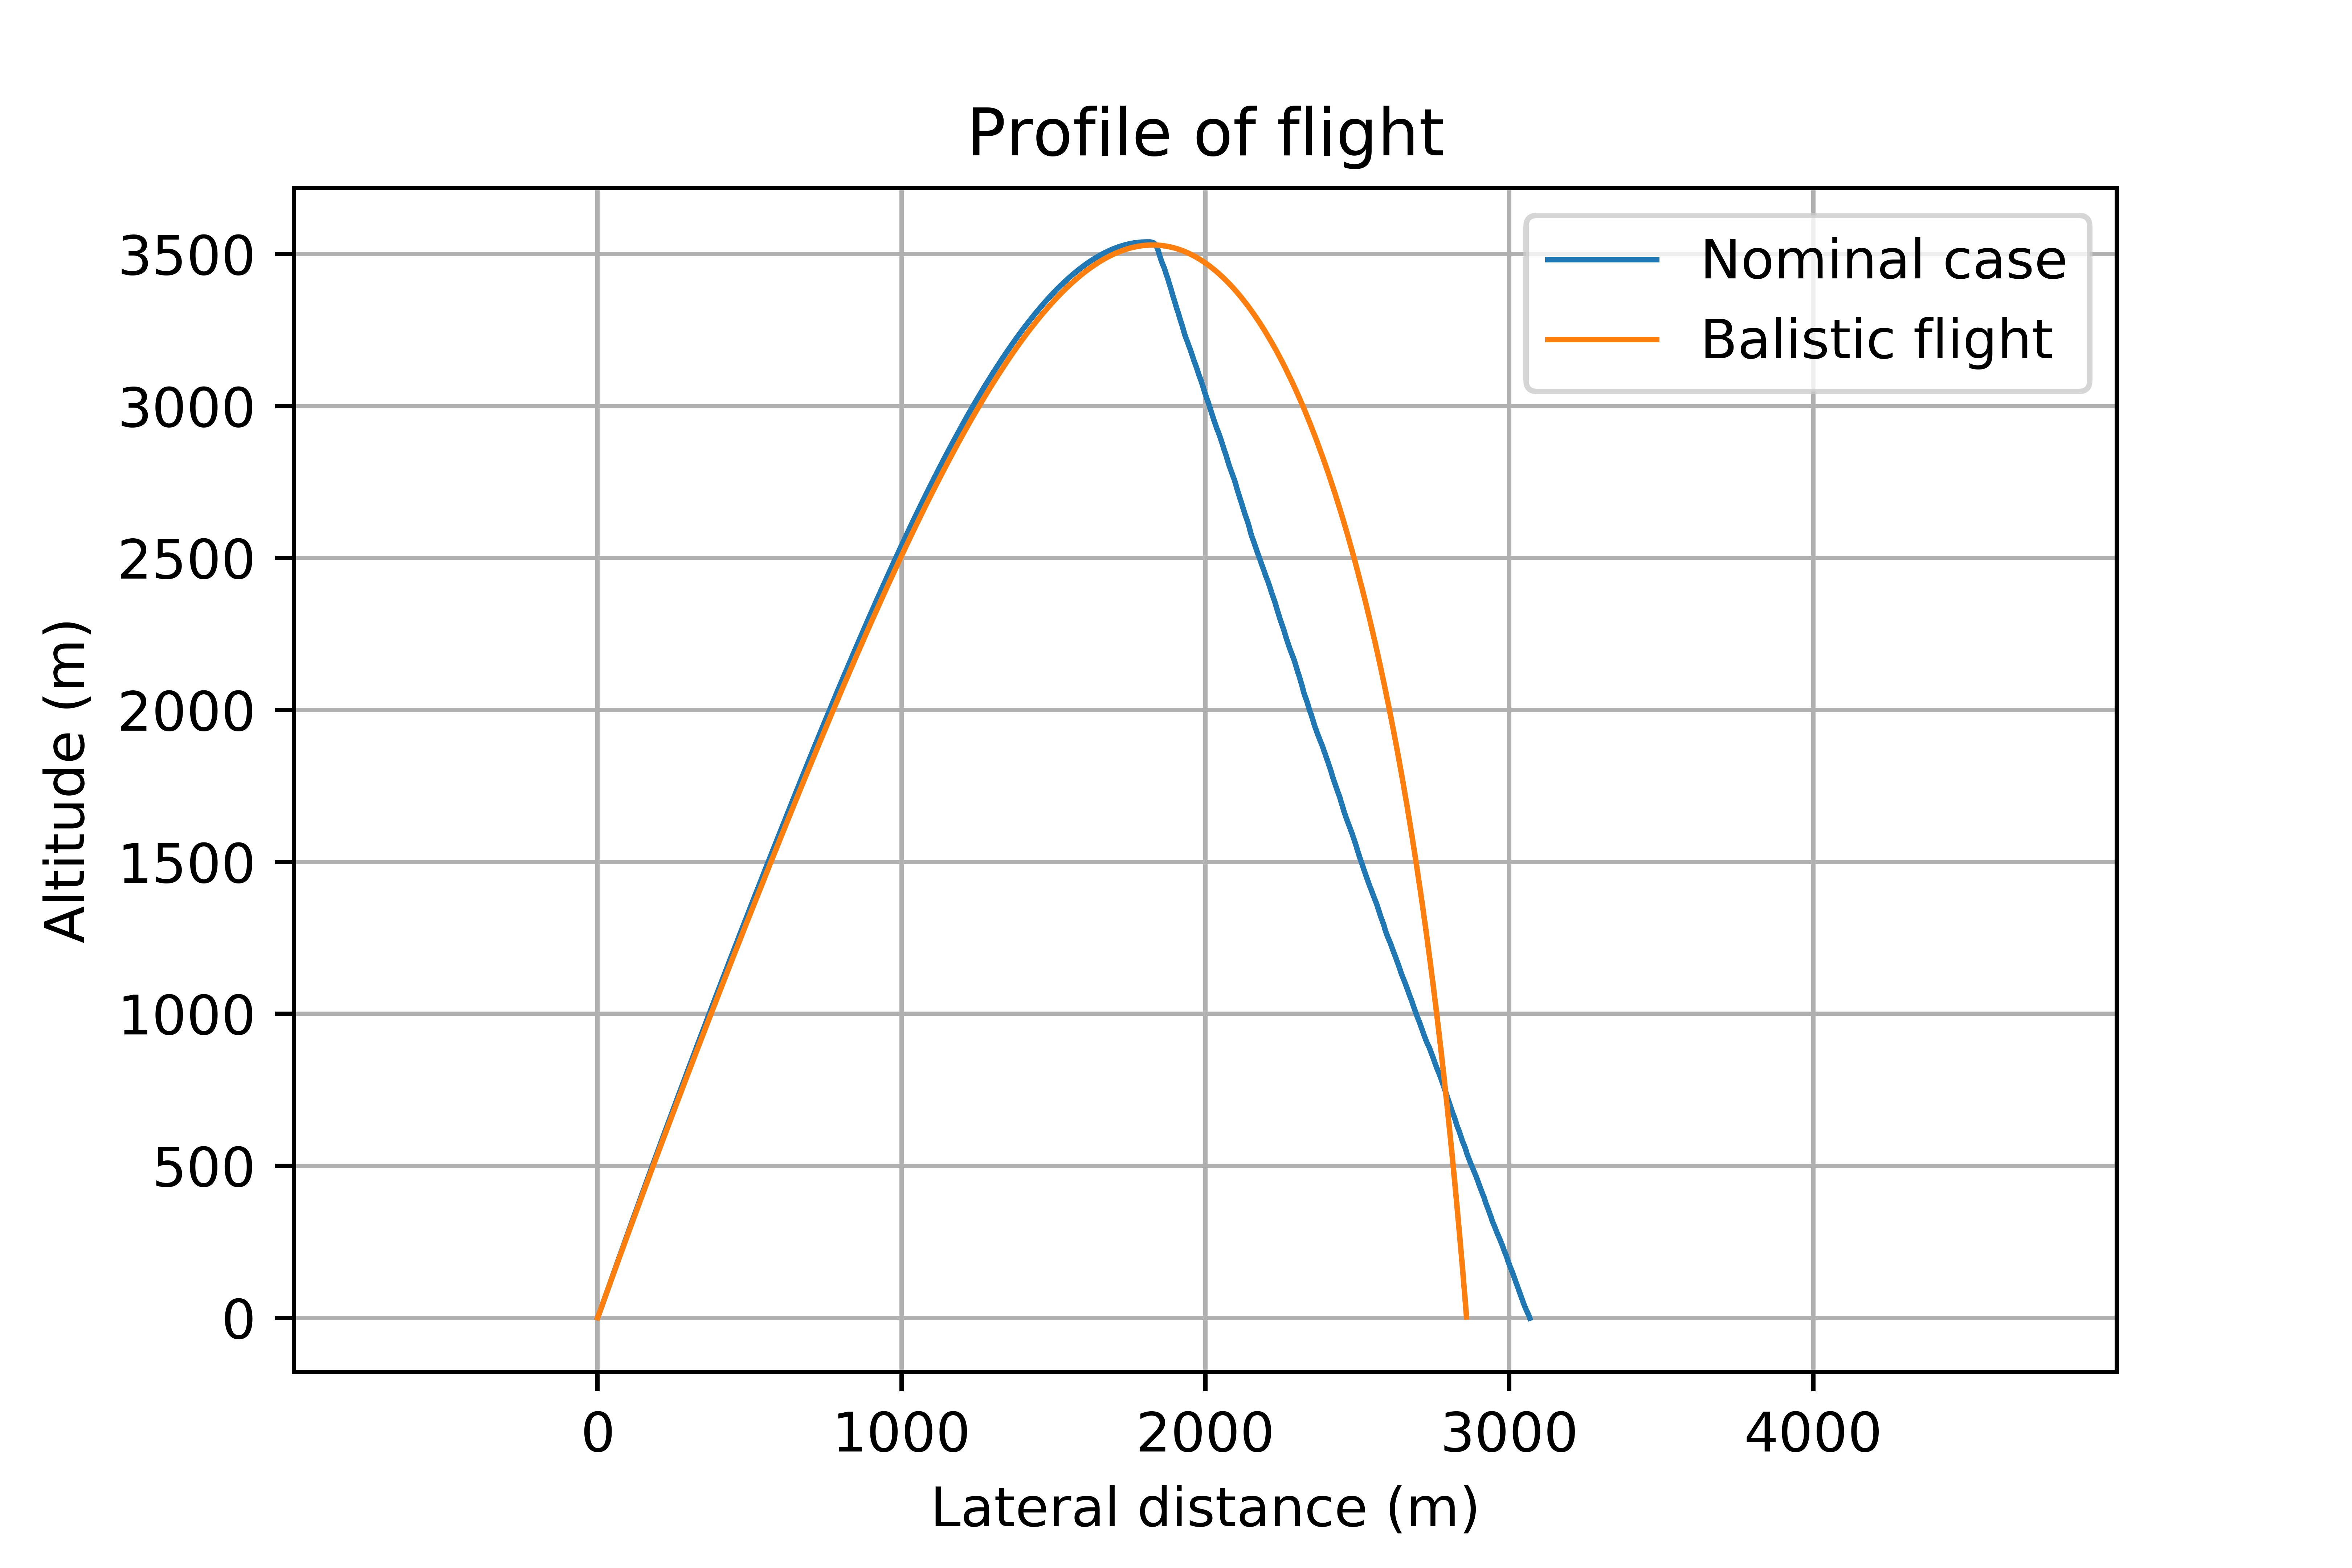 Profile of flight
Nominal case
Balistic flight
3500
3000
2500
2000
1500
1000
500
0
Altitude (m)
0 1000 2000 3000 4000
Lateral distance (m)